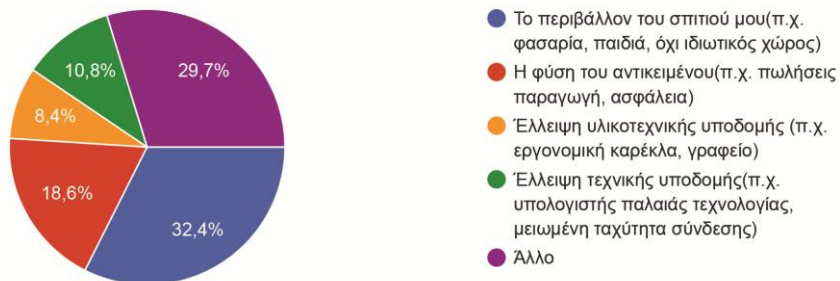 10,8%
29,7%
8,4%
18,6%
32,4%
Το περιβάλλον του σπιτιού μου(π.χ.
φασαρία, παιδιά, όχι ιδιωτικός χώρος)
Η φύση του αντικειμένου(π.χ. πωλήσεις
παραγωγή, ασφάλεια)
Έλλειψη υλικοτεχνικής υποδομής (π.χ.
εργονομική καρέκλα, γραφείο)
Έλλειψη τεχνικής υποδομής(π.χ.
υπολογιστής παλαιάς τεχνολογίας,
μειωμένη ταχύτητα σύνδεσης)
Άλλο